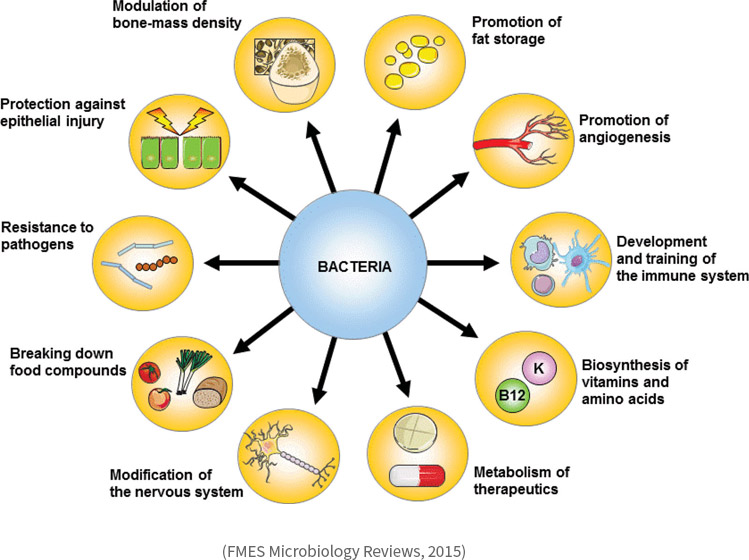 Modulation of
bone-mass density
Promotion of
fat storage
Protection against
epithelial injury
Promotion of
angiogenesis
Resistance to
pathogens
BACTERIA
Development
and training of
the immune system
Breaking down
food compounds
K
B12
Biosynthesis of
vitamins and
amino acids
Modification of
the nervous system
Metabolism of
therapeutics
(FMES Microbiology Reviews, 2015)